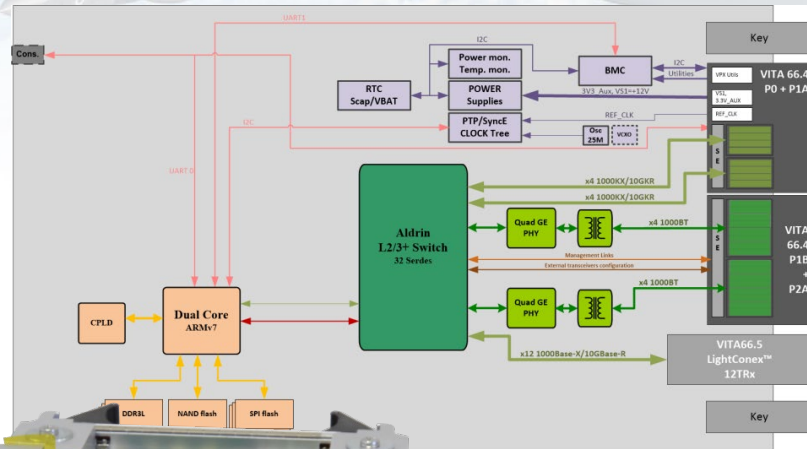 UART1
Key
Cons.
I2C
Power mon.
Temp. mon.
BMC
I2C
Utilities
VPX Utils
VITA 66.4
P0 + P1A
RTC
Scap/VBAT
POWER
Supplies
3V3_Aux, VS1=+12V
VS1,
3.3V_AUX
REF_CLK
REF_CLK
I2C
PTP/SyncE
CLOCK Tree
Osc
25M
VCXO
S
E
UART 0
x4 1000KX/10GKR
x4 1000KX/10GKR
Aldrin
L2/3+ Switch
32 Serdes
Quad GE
PHY
x4 1000BT
S
E
VITA
66.4
P1B
+
P2A
Management Links
External transceivers configuration
x4 1000BT
Quad GE
PHY
CPLD
Dual Core
ARMv7
x12 1000Base-X/10GBase-R
VITA66.5
LightConex™
12TRx
DDR3L
NAND flash
SPI flash
Key